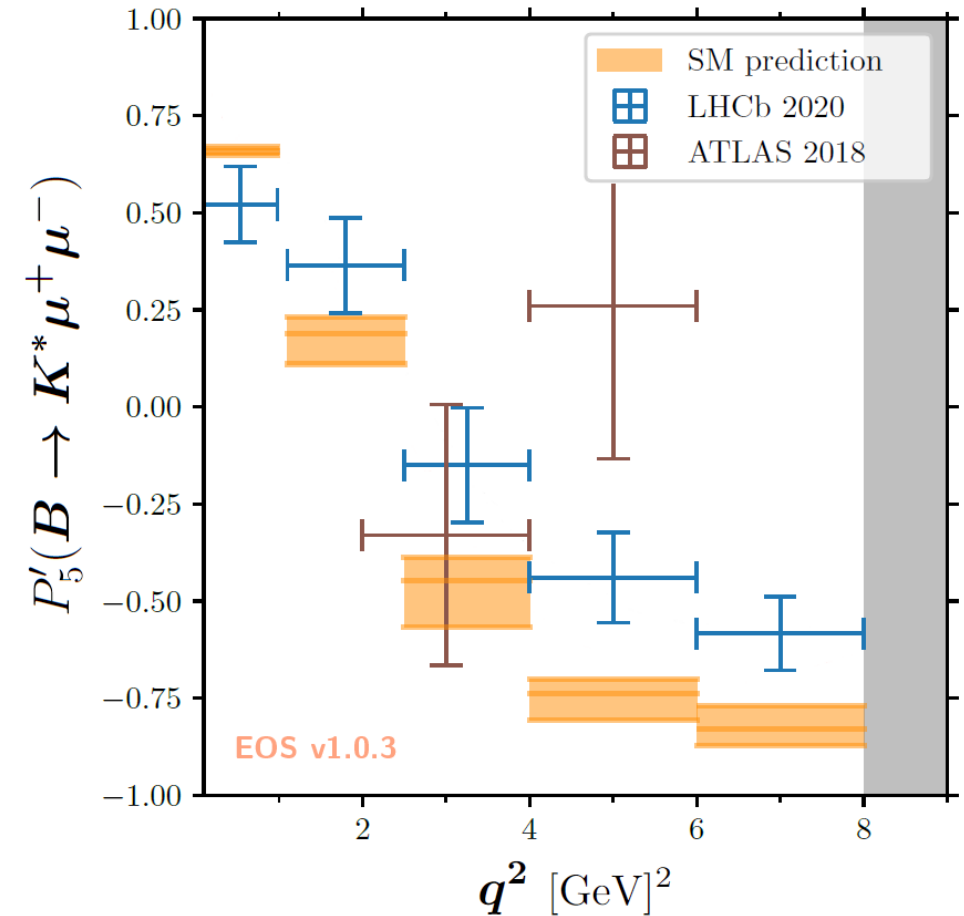 P′₅(B → K*μ⁺μ⁻)
1.00
0.75
0.50
0.25
0.00
−0.25
−0.50
−0.75
−1.00
SM prediction
LHCb 2020
ATLAS 2018
EOS v1.0.3
2 4 6 8
q² [GeV]²